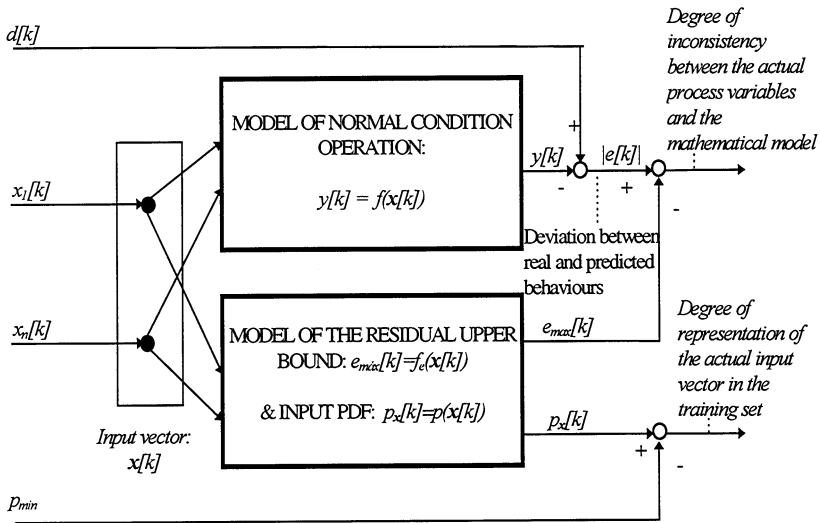 d[k]
Degree of
inconsistency
between the actual
process variables
and the
mathematical model
MODEL OF NORMAL CONDITION
OPERATION:
y[k] = f(x[k])
+
y[k]
-
|e[k]|
+
-
x1[k]
Deviation between
real and predicted
behaviours
xn[k]
MODEL OF THE RESIDUAL UPPER
BOUND: emáx[k]=fe(x[k])
& INPUT PDF: px[k]=p(x[k])
emax[k]
Degree of
representation of
the actual input
vector in the
training set
px[k]
+
-
Input vector:
x[k]
pmin